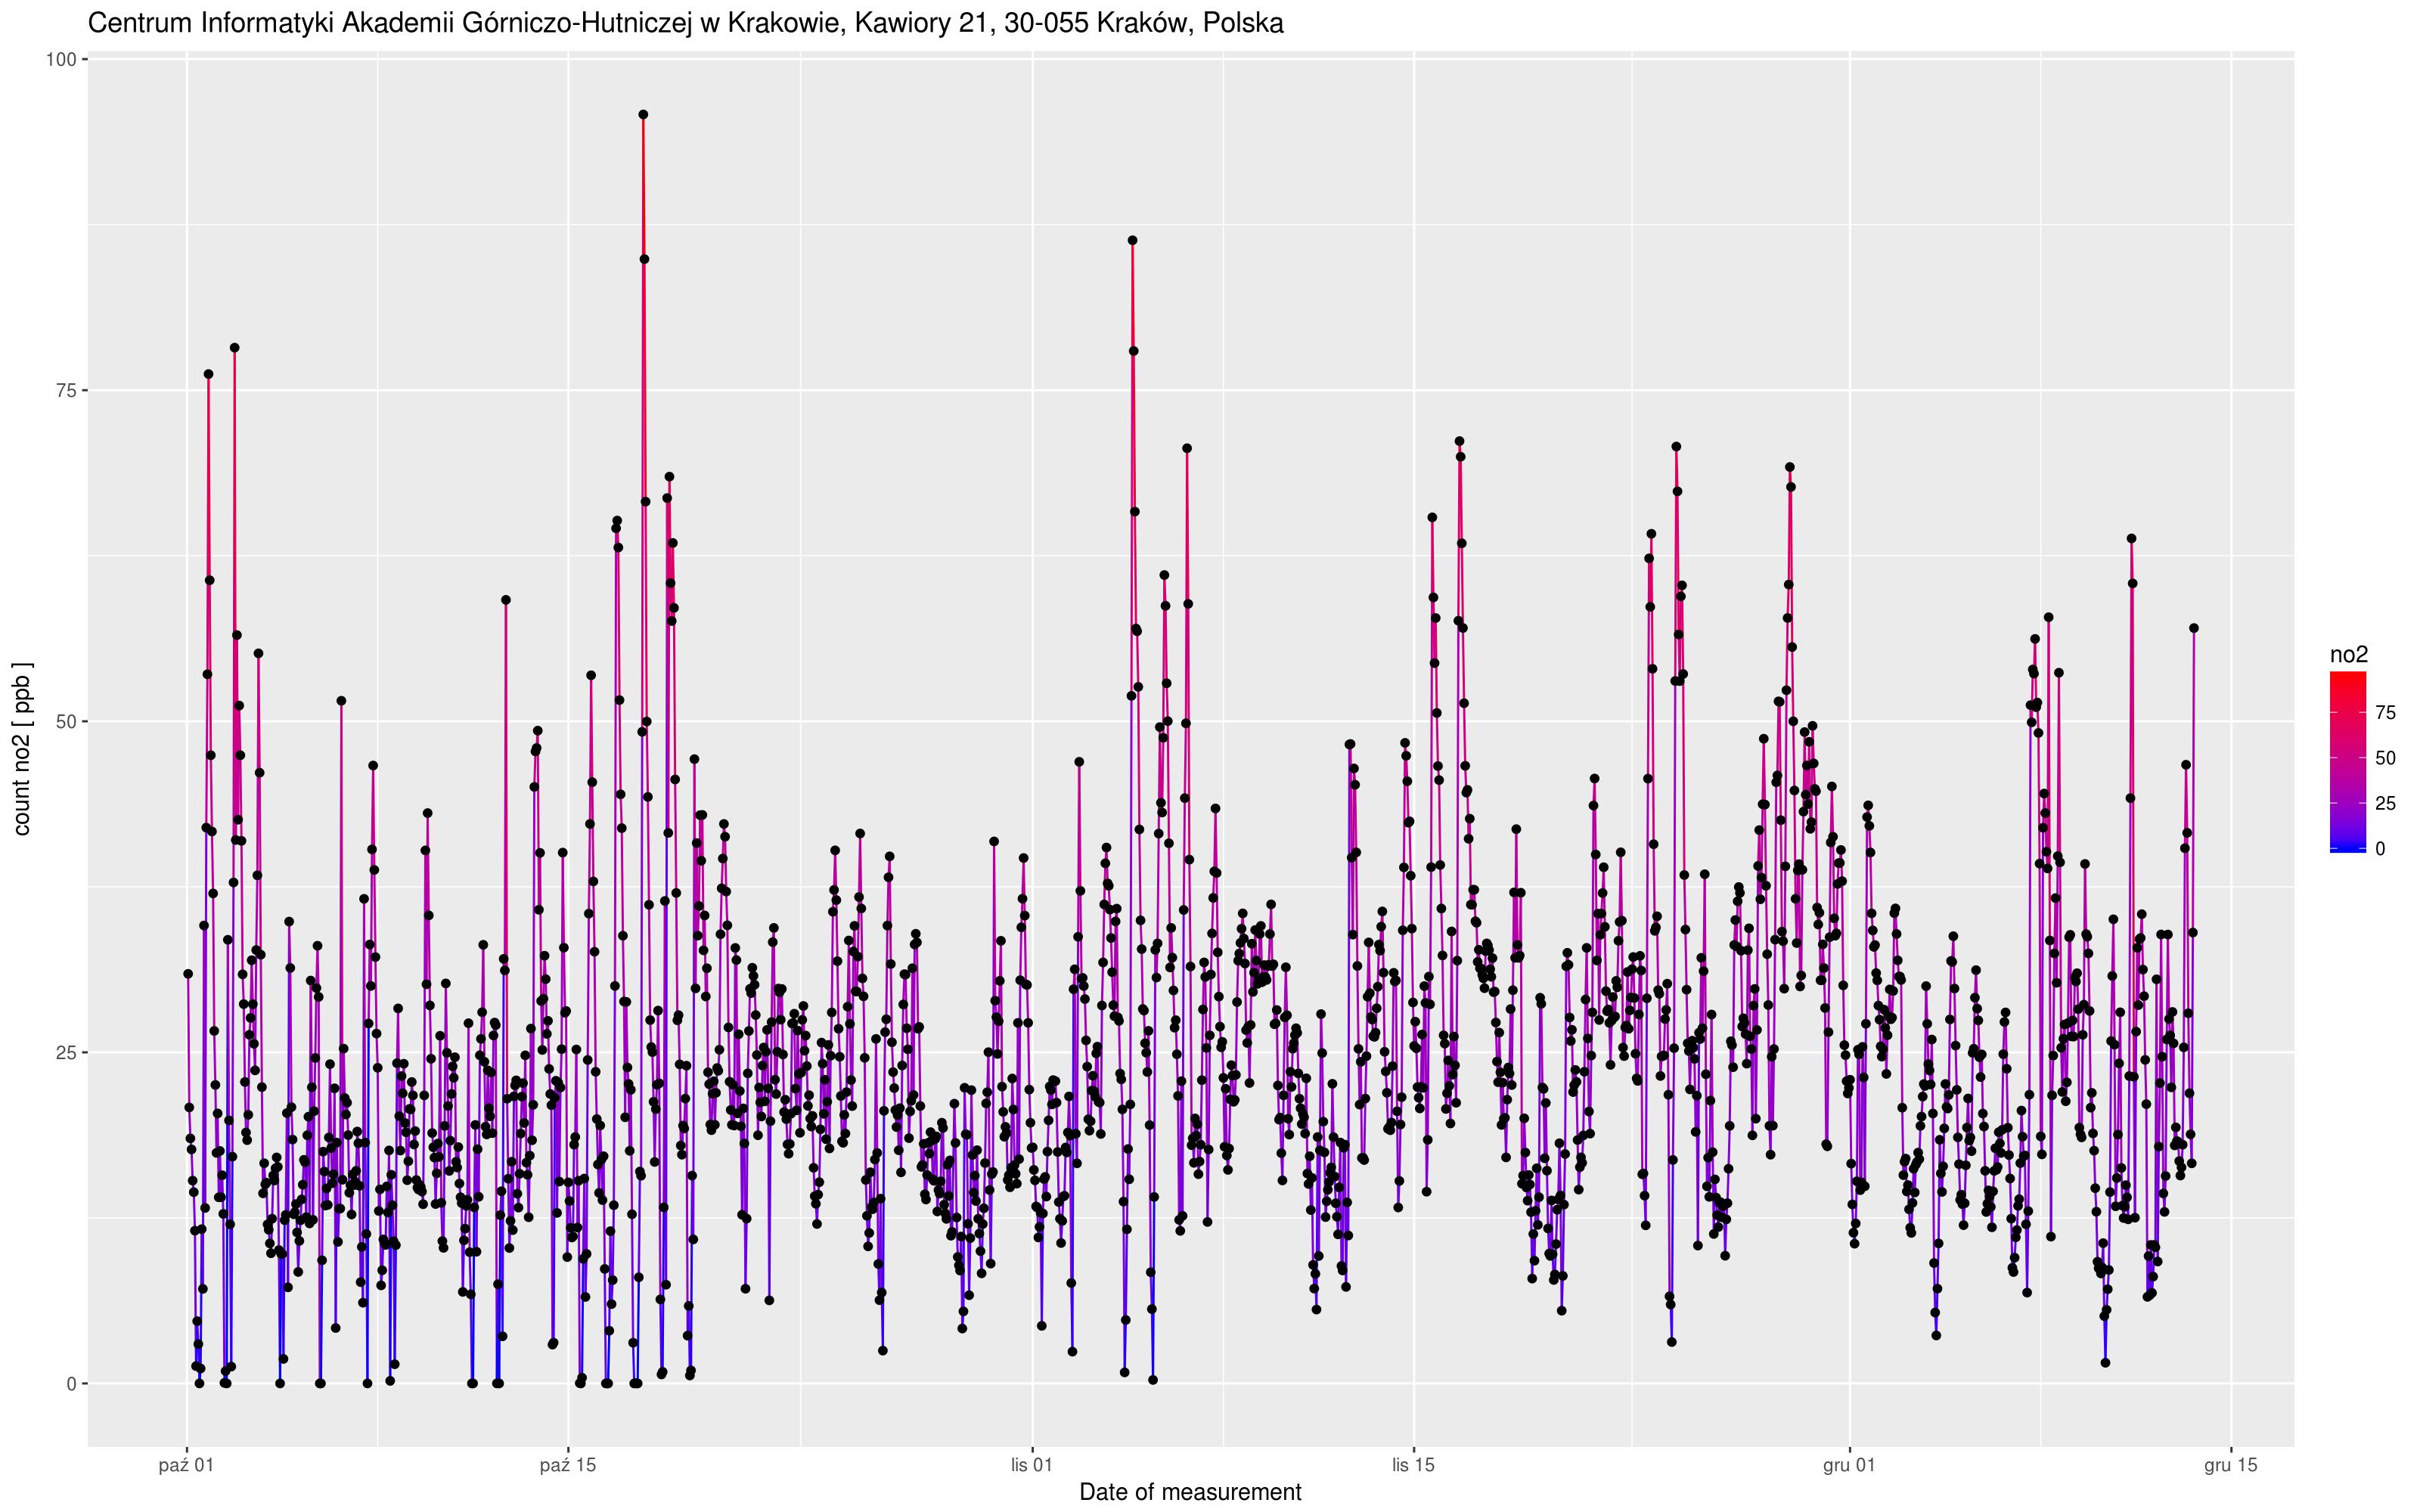 Centrum Informatyki Akademii Górniczo-Hutniczej w Krakowie, Kawiory 21, 30-055 Kraków, Polska
100
75
50
25
0
count no2 [ ppb ]
paź 01
paź 15
lis 01
lis 15
gru 01
gru 15
Date of measurement
no2
75
50
25
0